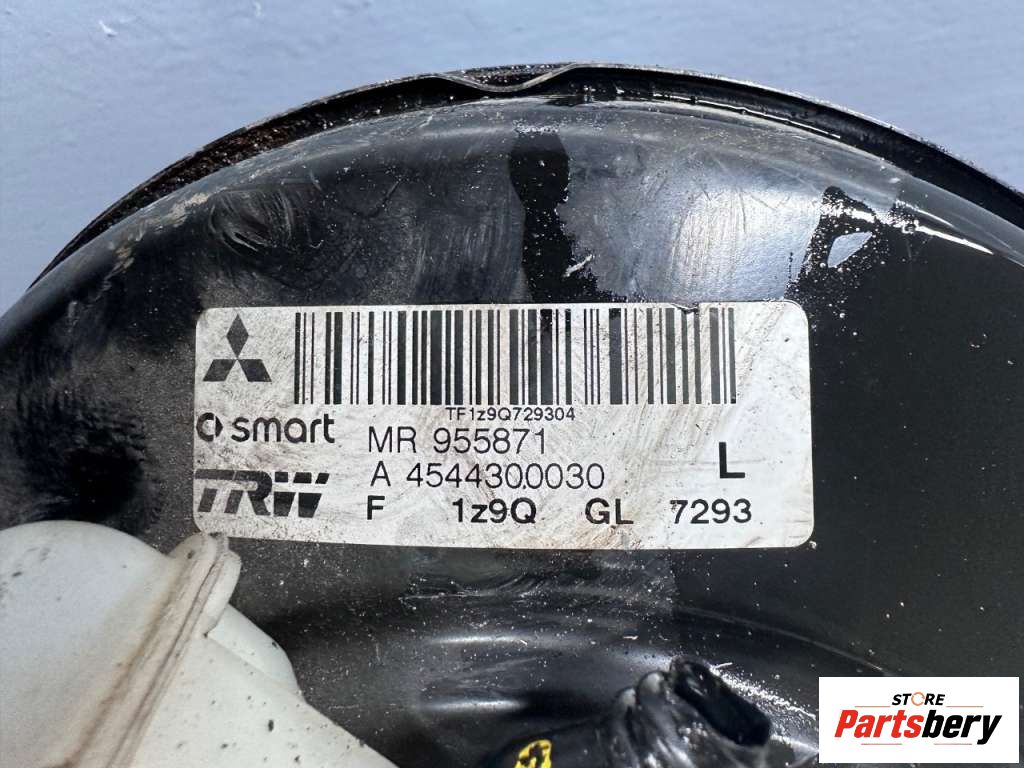 TF1z9Q729304
smart
MR 955871
TRW
A 4544300030
L
F 1z9Q GL 7293
STORE
Partsbery